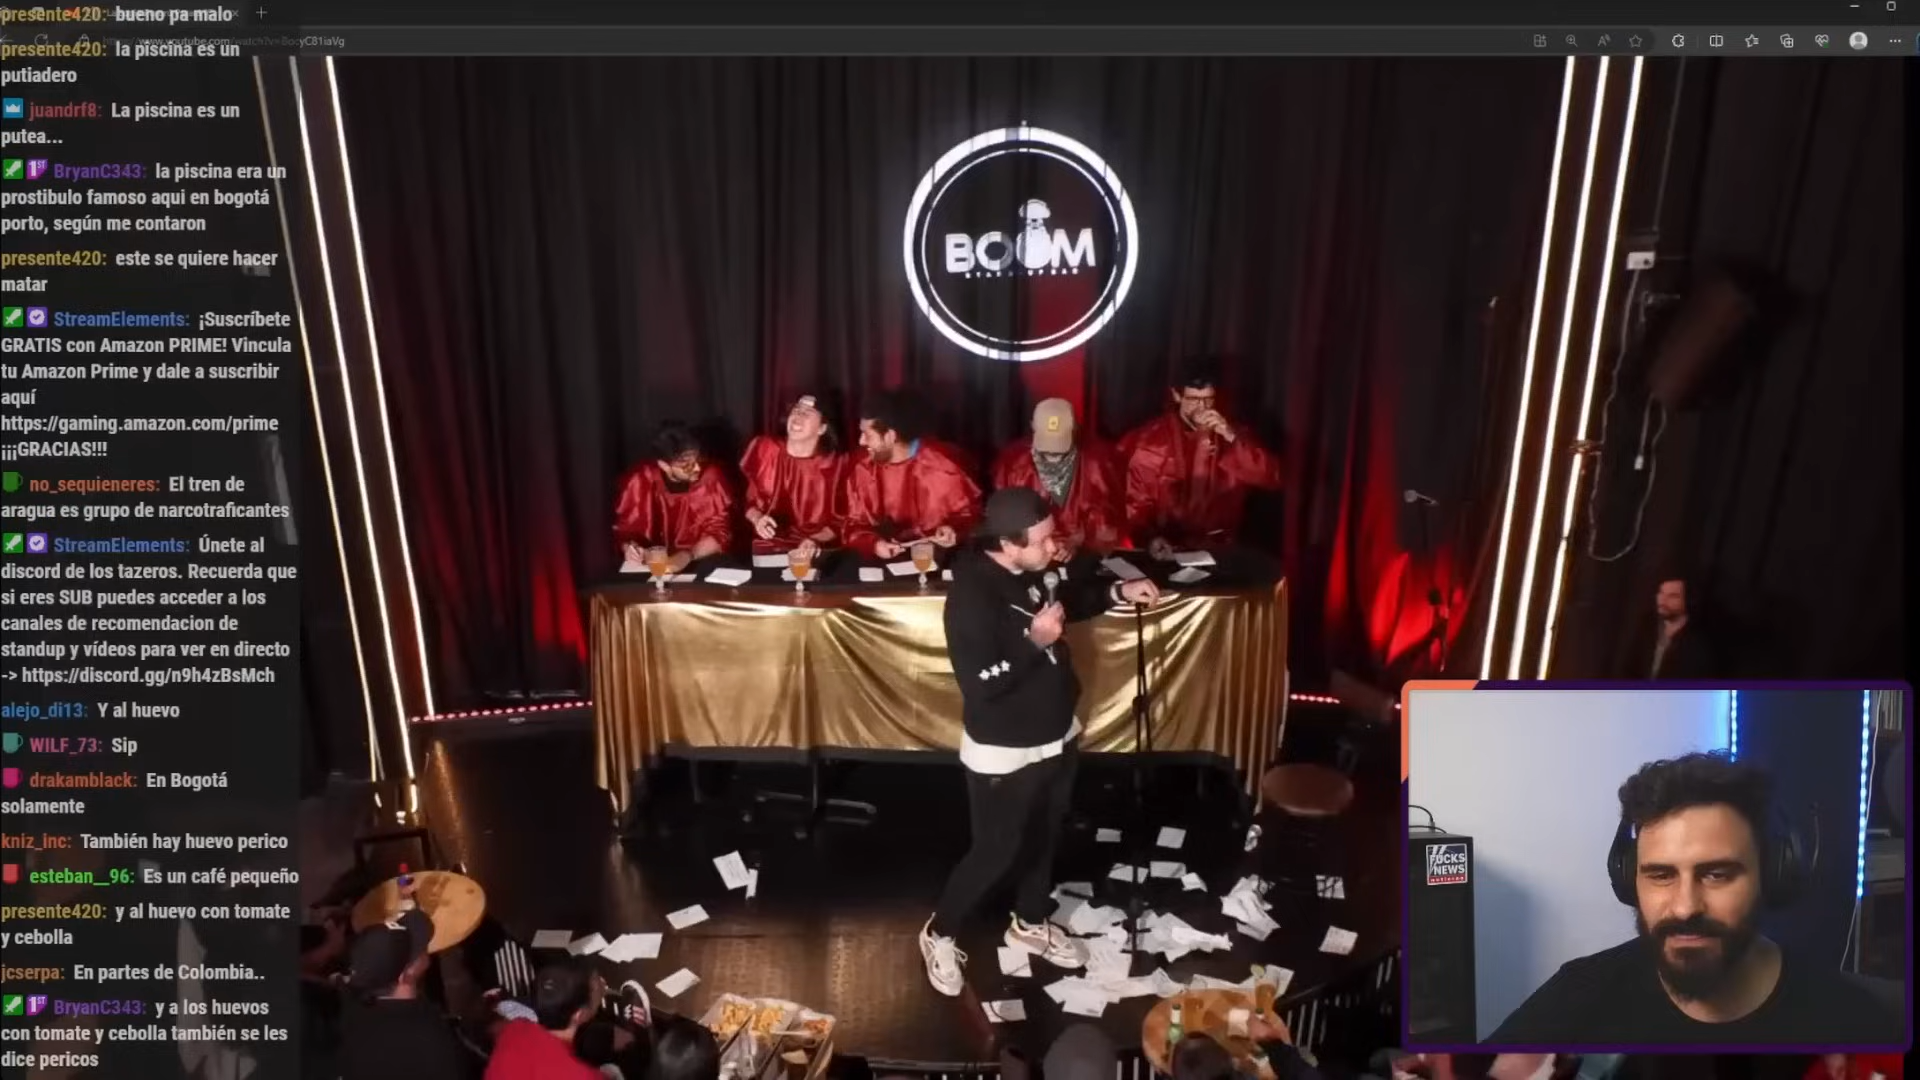 presente420: bueno pa malo
presente420: la piscina es un
putiadero
juandrf8: La piscina es un
putea...
BryanC343: la piscina era un
prostibulo famoso aqui en bogotá
porto, según me contaron
presente420: este se quiere hacer
matar
StreamElements: ¡Suscríbete
GRATIS con Amazon PRIME! Vincula
tu Amazon Prime y dale a suscribir
aquí
https://gaming.amazon.com/prime
¡¡¡GRACIAS!!!
no_sequieneres: El tren de
aragua es grupo de narcotraficantes
StreamElements: Únete al
discord de los tazeros. Recuerda que
si eres SUB puedes acceder a los
canales de recomendacion de
standup y vídeos para ver en directo
-> https://discord.gg/n9h4zBsMch
alejo_di13: Y al huevo
WILF_73: Sip
drakamblack: En Bogotá
solamente
kniz_inc: También hay huevo perico
esteban__96: Es un café pequeño
presente420: y al huevo con tomate
y cebolla
jcserpa: En partes de Colombia..
BryanC343: y a los huevos
con tomate y cebolla también se les
dice pericos
BOOM
FUCKS
NEWS